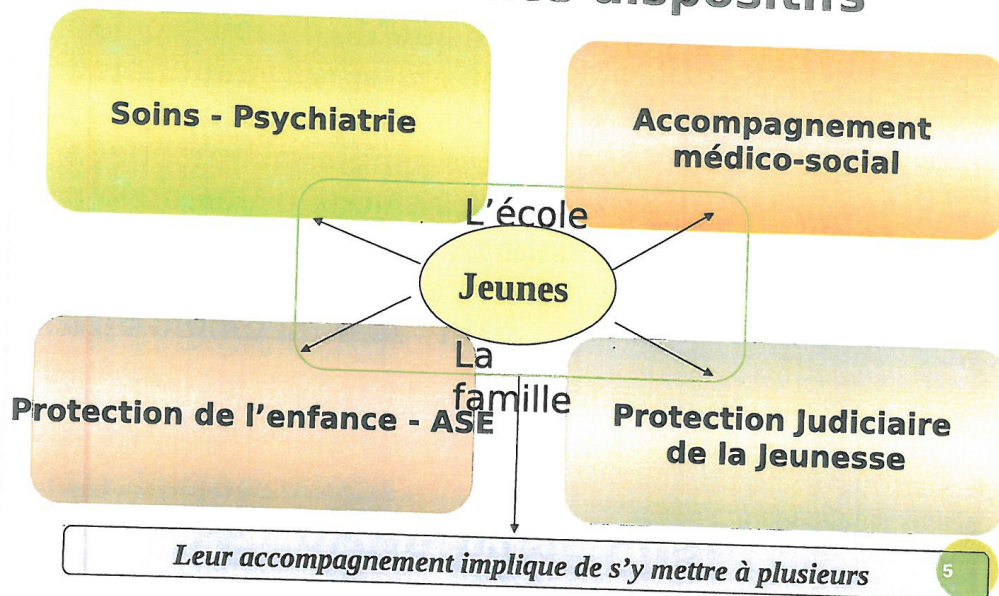 dispositifs
Soins - Psychiatrie
Accompagnement
médico-social
L'école
Jeunes
La
famille
Protection de l'enfance - ASE
Protection Judiciaire
de la Jeunesse
Leur accompagnement implique de s'y mettre à plusieurs
5